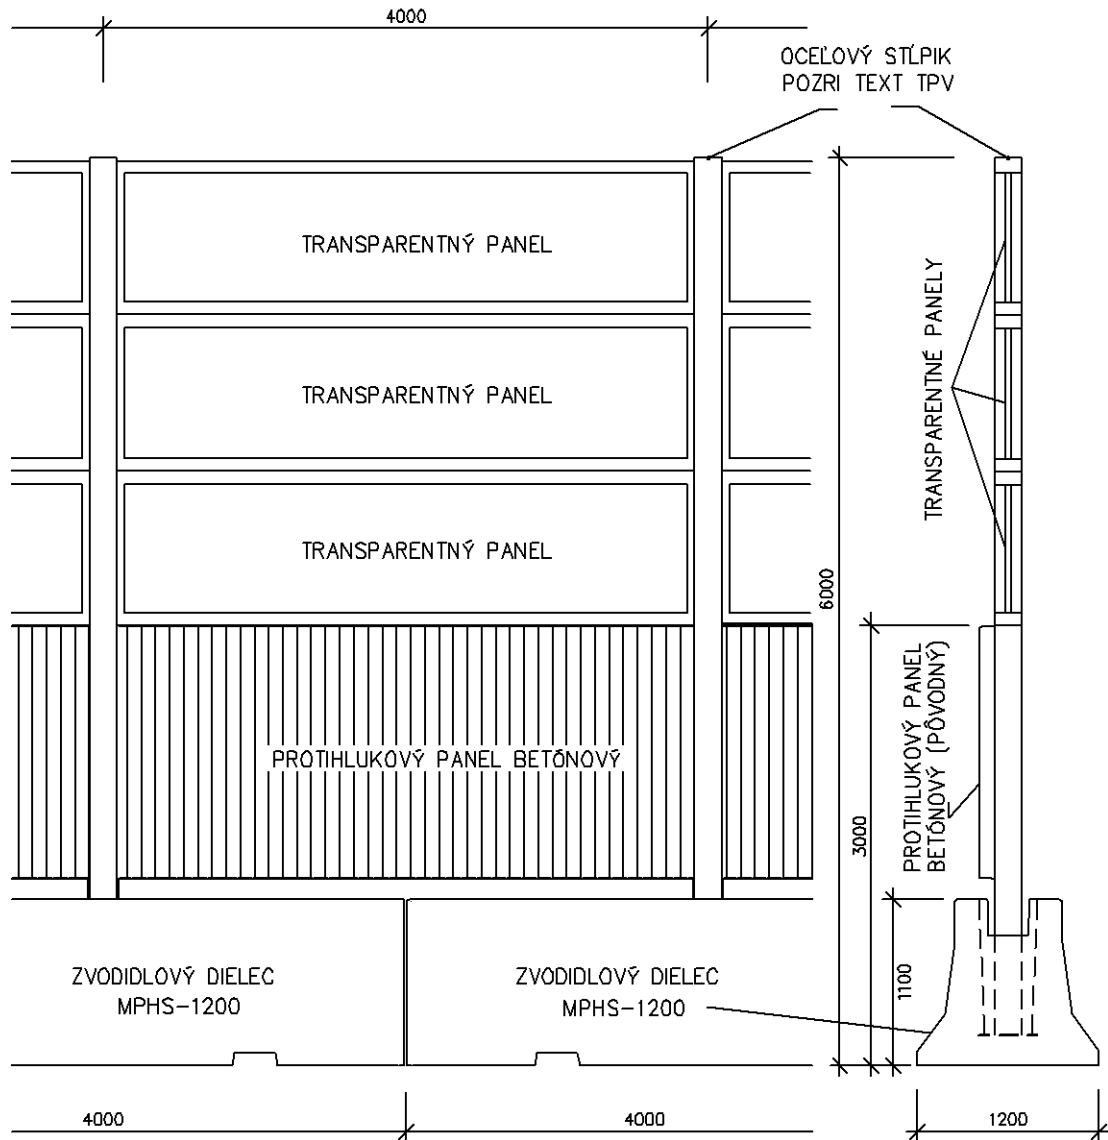 4000
OCEĽOVÝ STĹPIK
POZRI TEXT TPV
TRANSPARENTNÝ PANEL
TRANSPARENTNÝ PANEL
TRANSPARENTNÝ PANEL
TRANSPARENTNÉ PANELY
6000
PROTIHLUKOVÝ PANEL BETÓNOVÝ
3000
PROTIHLUKOVÝ PANEL
BETÓNOVÝ (PÔVODNÝ)
ZVODIDLOVÝ DIELEC
MPHS-1200
ZVODIDLOVÝ DIELEC
MPHS-1200
1100
4000
4000
1200